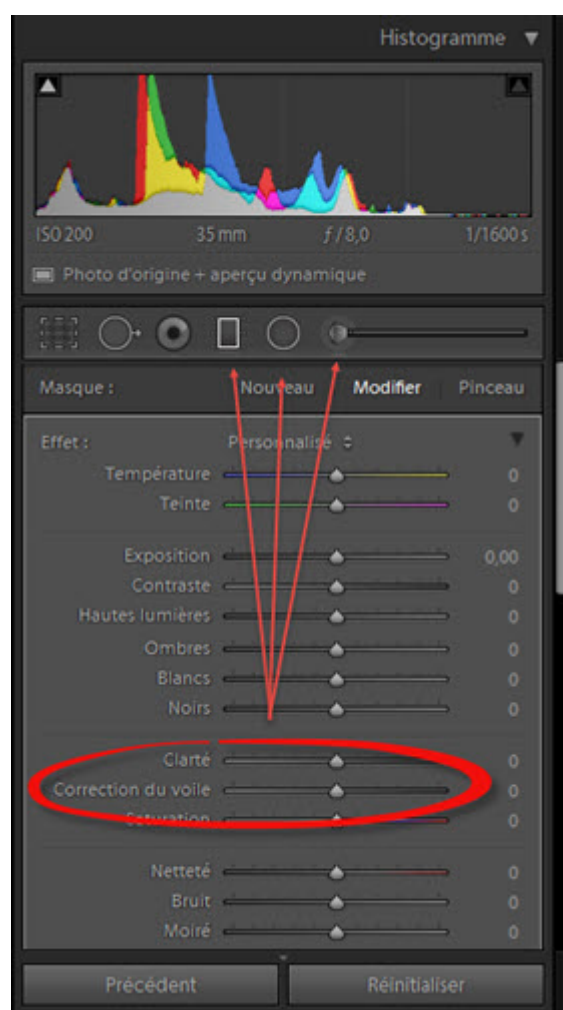 Histogramme
ISO 200 35 mm ƒ / 8,0 1/1600 s
Photo d'origine + aperçu dynamique
Masque : Nouveau Modifier Pinceau
Effet : Personnalisé
Température 0
Teinte 0
Exposition 0,00
Contraste 0
Hautes lumières 0
Ombres 0
Blancs 0
Noirs 0
Clarté 0
Correction du voile 0
Saturation 0
Netteté 0
Bruit 0
Moiré 0
Précédent Réinitialiser